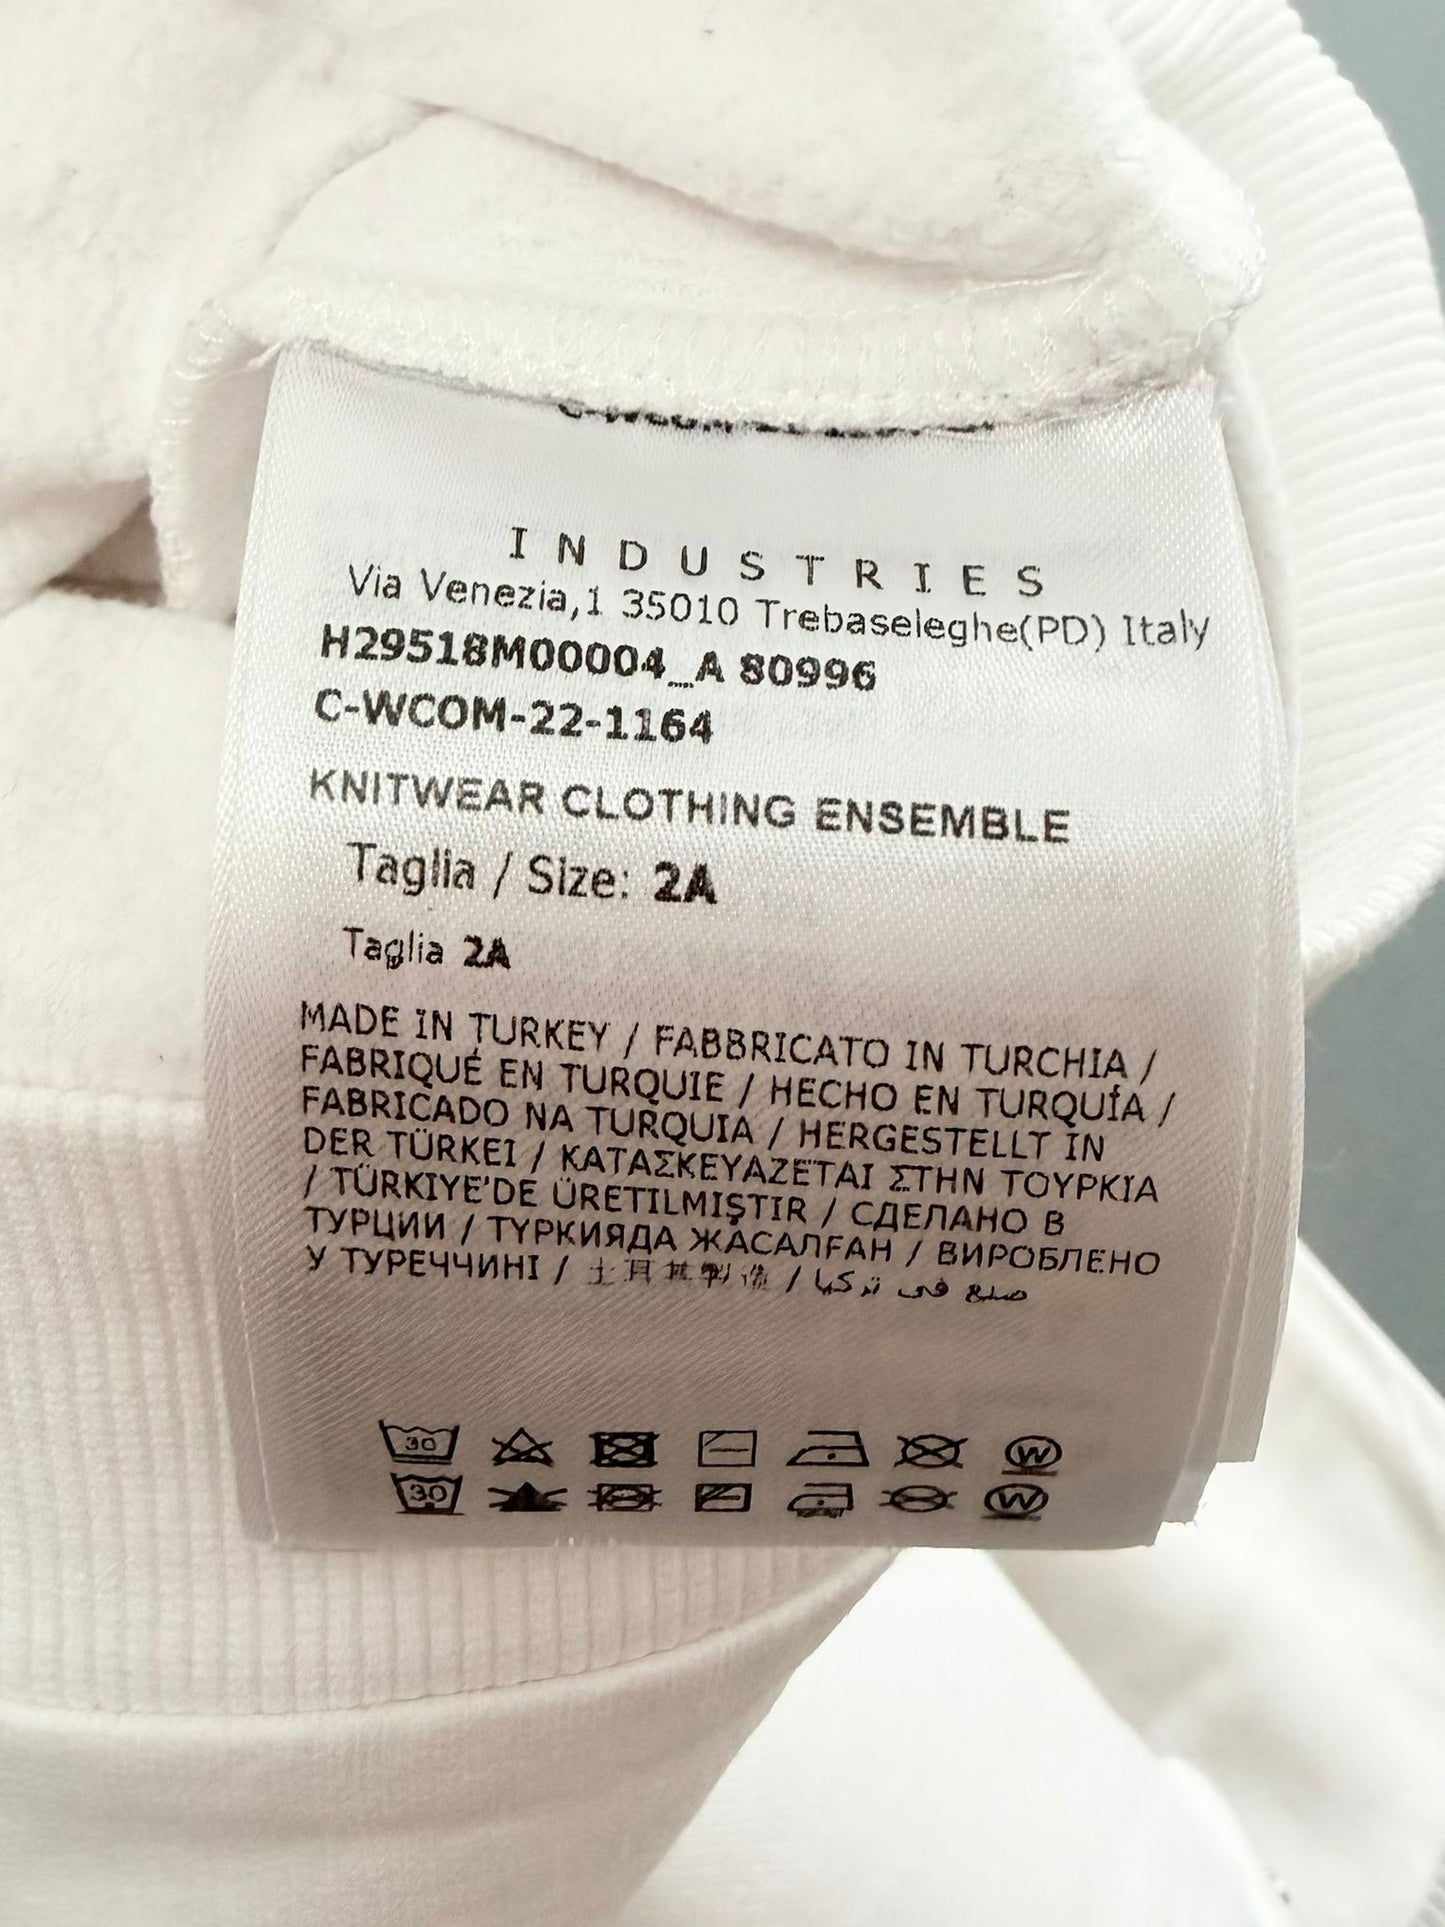 INDUSTRIES
Via Venezia,1 35010 Trebaseleghe(PD) Italy
H29518M00004_A 80996
C-WCOM-22-1164
KNITWEAR CLOTHING ENSEMBLE
Taglia / Size: 2A
Taglia 2A
MADE IN TURKEY / FABBRICATO IN TURCHIA /
FABRIQUÉ EN TURQUIE / HECHO EN TURQUÍA /
FABRICADO NA TURQUIA / HERGESTELLT IN
DER TÜRKEI / ΚΑΤΑΣΚΕΥΑΖΕΤΑΙ ΣΤΗΝ ΤΟΥΡΚΙΑ
/ TÜRKIYE'DE ÜRETILMIŞTIR / СДЕЛАНО В
ТУРЦИИ / ТҮРКИЯДА ЖАСАЛҒАН / ВИРОБЛЕНО
У ТУРЕЧЧИНІ / 土耳其製造 / صنع في تركيا
30 W
30 W